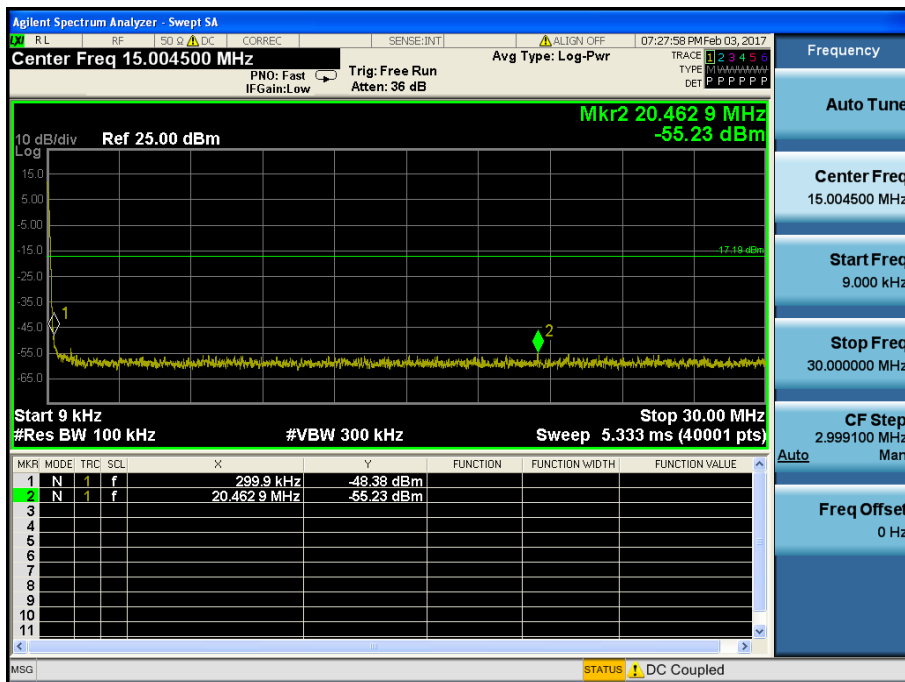 Agilent Spectrum Analyzer - Swept SA
LXI RL RF 50 Ω DC CORREC SENSE:INT ALIGN OFF 07:27:58 PM Feb 03, 2017
Center Freq 15.004500 MHz
PNO: Fast
IFGain:Low
Trig: Free Run
Atten: 36 dB
Avg Type: Log-Pwr
TRACE 1 2 3 4 5 6
TYPE M WWWWW
DET P P P P P P
Mkr2 20.462 9 MHz
-55.23 dBm
10 dB/div Ref 25.00 dBm
Log
15.0
5.00
-5.00
-15.0
-17.19 dBm
-25.0
-35.0
1
-45.0
2
-55.0
-65.0
Start 9 kHz Stop 30.00 MHz
#Res BW 100 kHz #VBW 300 kHz Sweep 5.333 ms (40001 pts)
MKR MODE TRC SCL X Y FUNCTION FUNCTION WIDTH FUNCTION VALUE
1 N 1 f 299.9 kHz -48.38 dBm
2 N 1 f 20.462 9 MHz -55.23 dBm
3
4
5
6
7
8
9
10
11
MSG STATUS DC Coupled
Frequency
Auto Tune
Center Freq
15.004500 MHz
Start Freq
9.000 kHz
Stop Freq
30.000000 MHz
CF Step
2.999100 MHz
Auto Man
Freq Offset
0 Hz